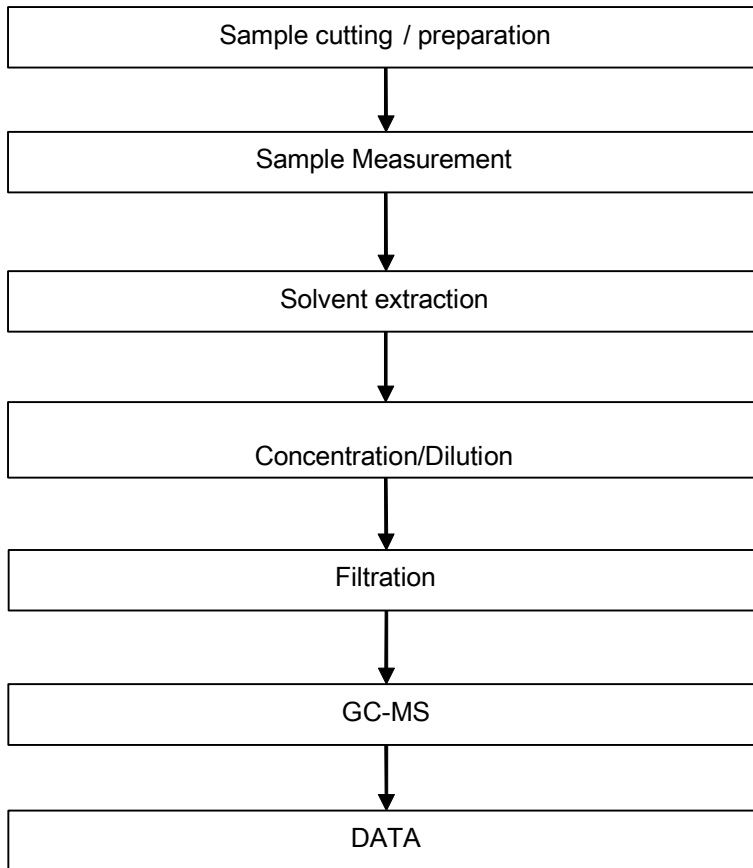 Sample cutting / preparation
Sample Measurement
Solvent extraction
Concentration/Dilution
Filtration
GC-MS
DATA